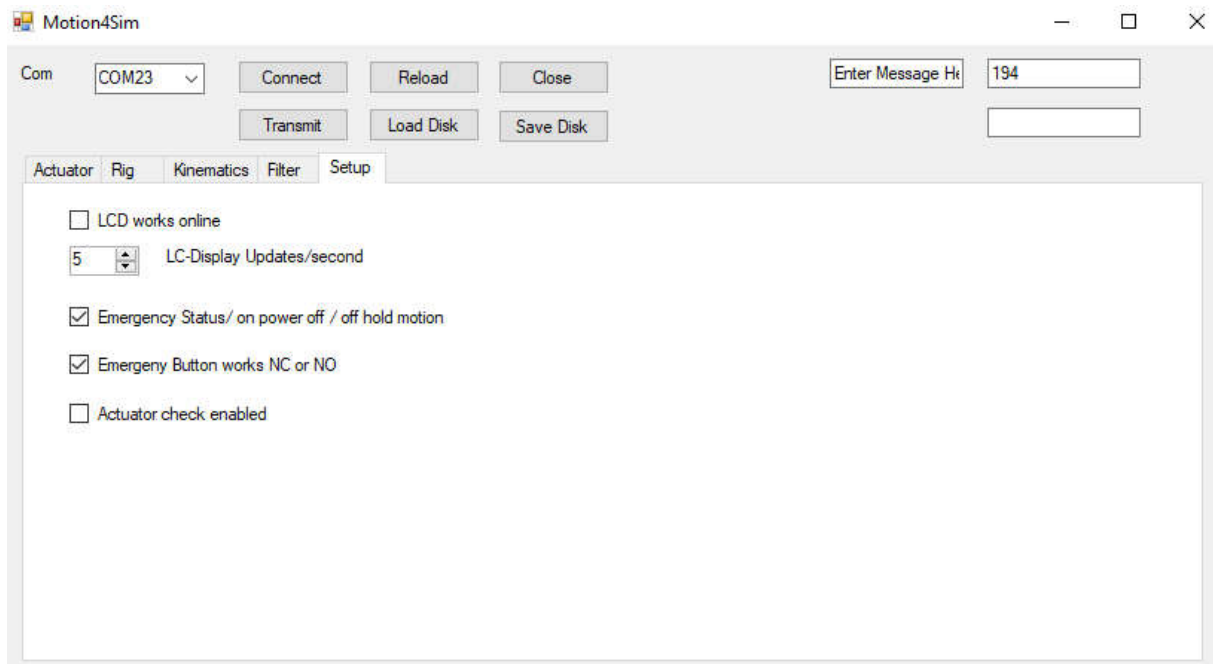 Motion4Sim
Com COM23 Connect Reload Close Enter Message He 194
Transmit Load Disk Save Disk
Actuator Rig Kinematics Filter Setup
LCD works online
5 LC-Display Updates/second
Emergency Status/ on power off / off hold motion
Emergeny Button works NC or NO
Actuator check enabled